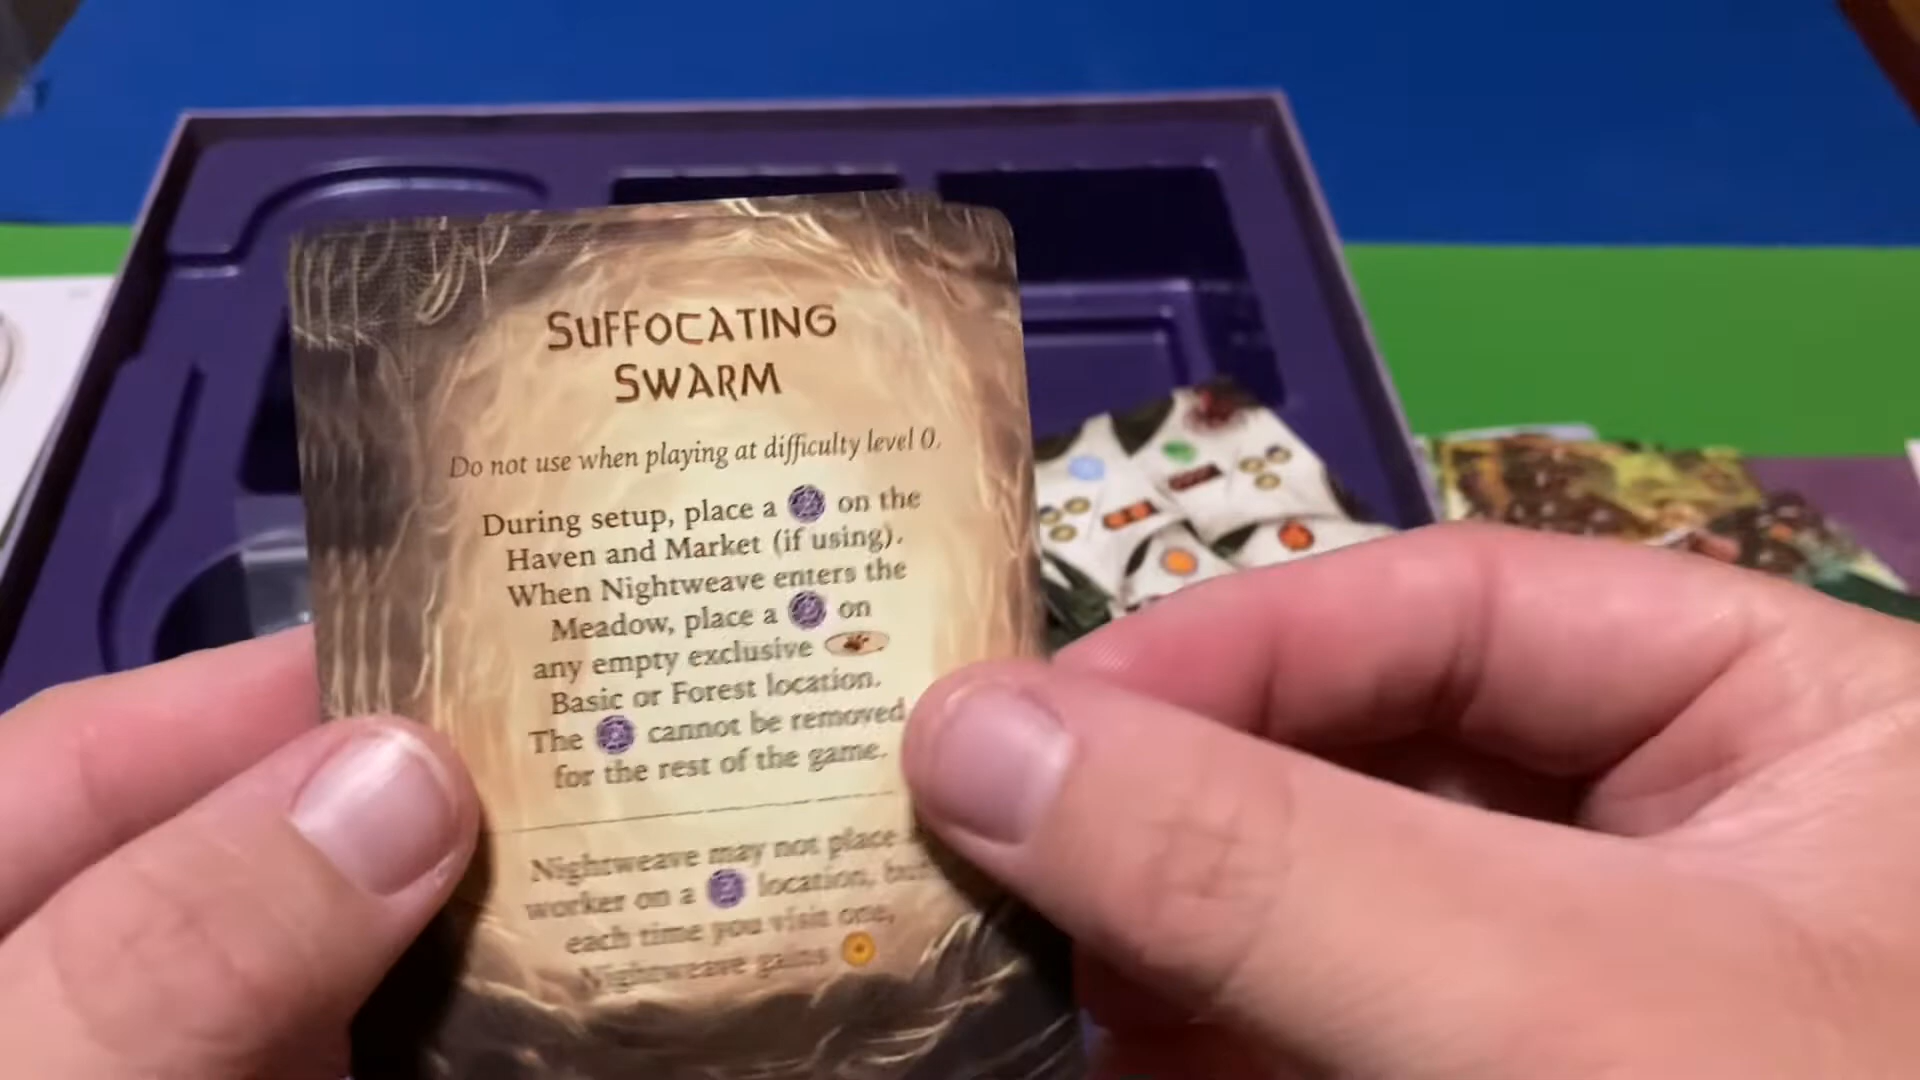 SUFFOCATING
SWARM
Do not use when playing at difficulty level 0.
During setup, place a on the
Haven and Market (if using).
When Nightweave enters the
Meadow, place a on
any empty exclusive
Basic or Forest location.
The cannot be removed
for the rest of the game.
Nightweave may not place
worker on a location, but
each time you visit one,
Nightweave gains